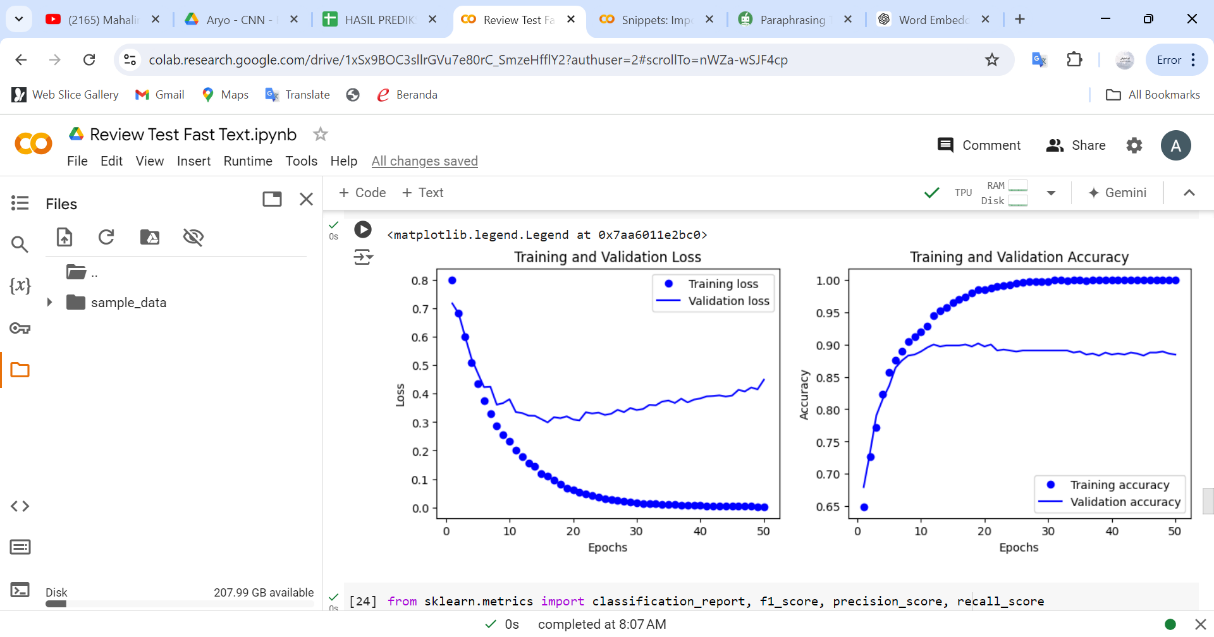 (2165) Mahali
Aryo - CNN -
HASIL PREDIK
Review Test Fa
Snippets: Imp
Paraphrasing
Word Embedd
colab.research.google.com/drive/1xSx9BOC3sllrGVu7e80rC_SmzeHfflY2?authuser=2#scrollTo=nWZa-wSJF4cp
Error
Web Slice Gallery
Gmail
Maps
Translate
Beranda
All Bookmarks
CO
Review Test Fast Text.ipynb
File Edit View Insert Runtime Tools Help All changes saved
Comment
Share
A
Files
+ Code + Text
TPU
RAM
Disk
Gemini
{x}
..
sample_data
Disk
207.99 GB available
0s
<matplotlib.legend.Legend at 0x7aa6011e2bc0>
Training and Validation Loss
Training loss
Validation loss
0.8
0.7
0.6
0.5
0.4
0.3
0.2
0.1
0.0
Loss
0 10 20 30 40 50
Epochs
Training and Validation Accuracy
1.00
0.95
0.90
0.85
0.80
0.75
0.70
0.65
Accuracy
Training accuracy
Validation accuracy
0 10 20 30 40 50
Epochs
0s
[24] from sklearn.metrics import classification_report, f1_score, precision_score, recall_score
0s completed at 8:07 AM